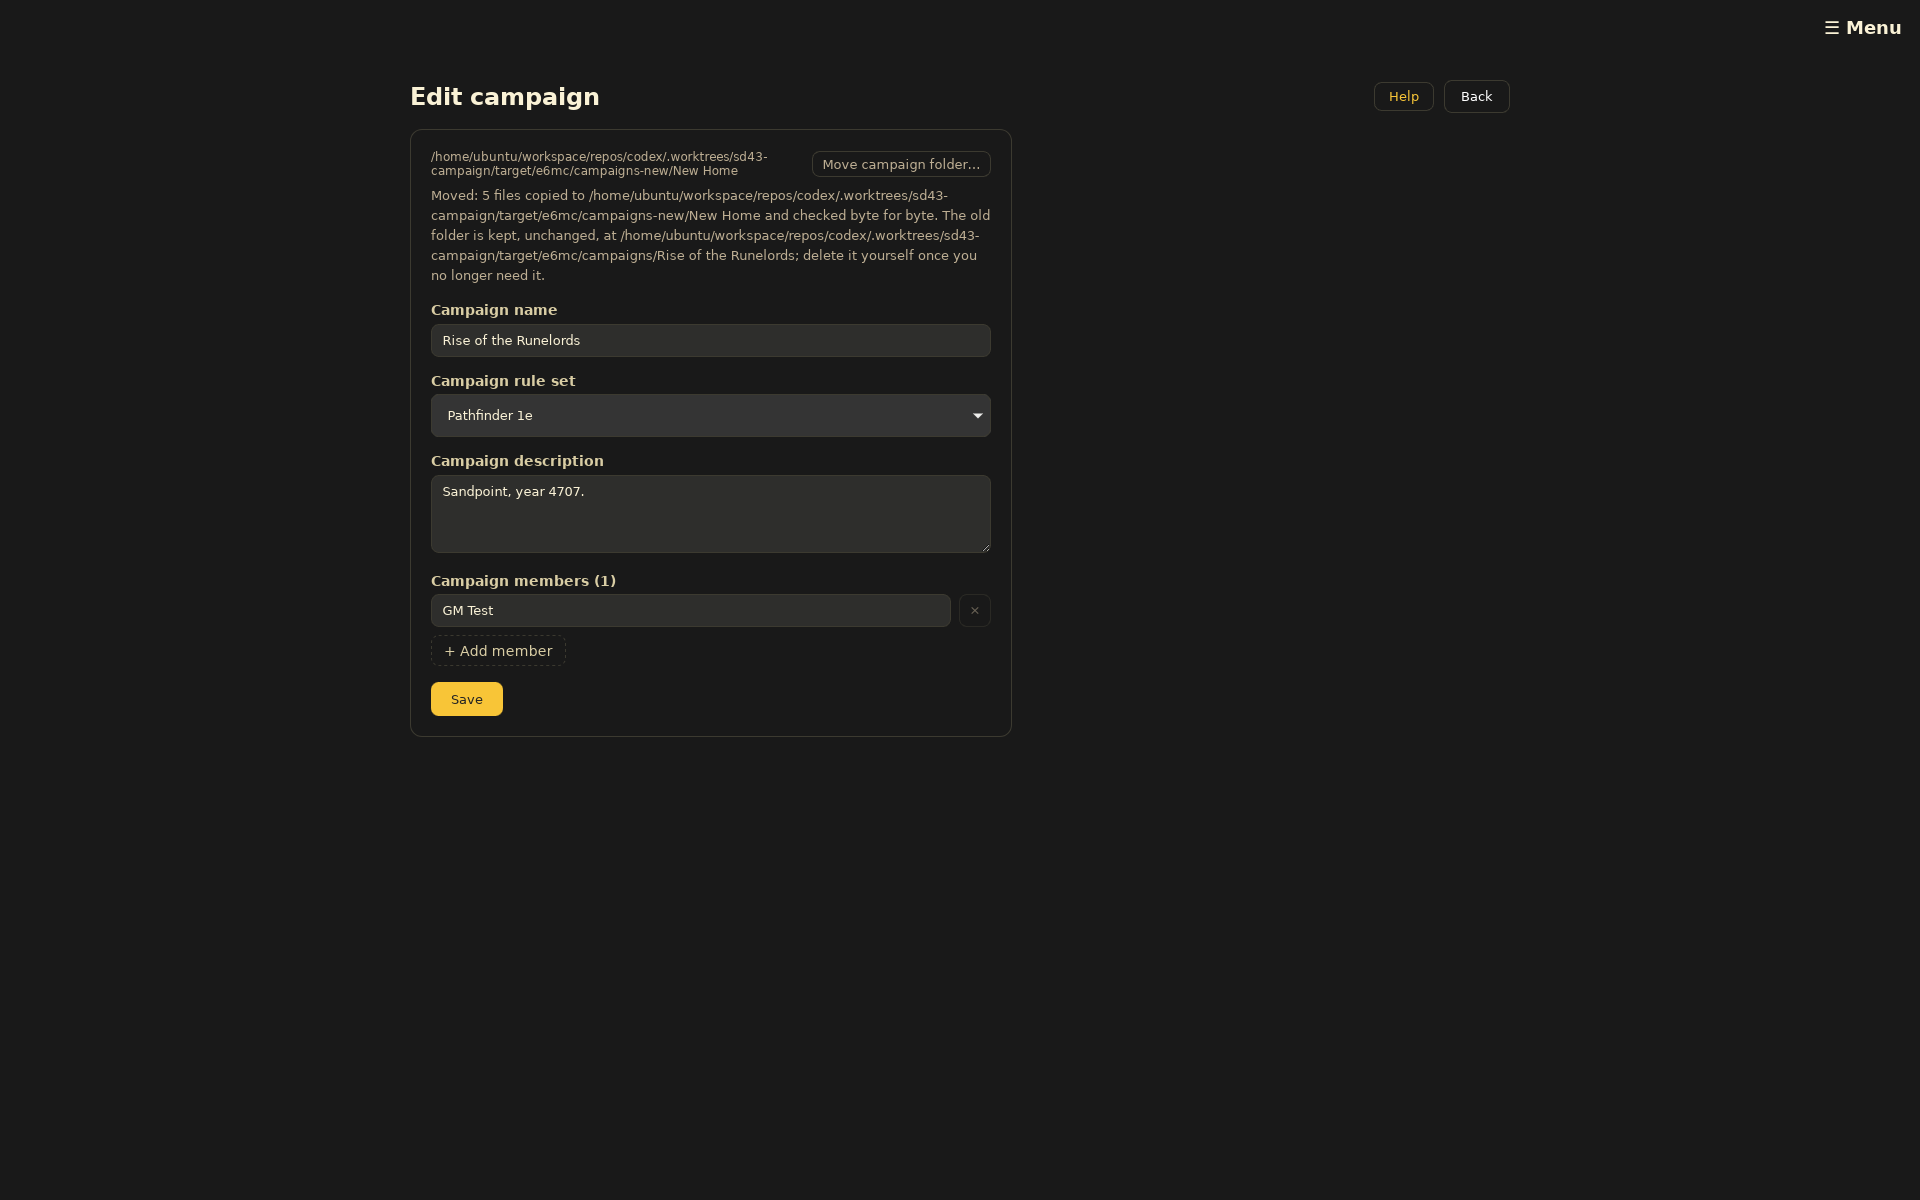 ☰ Menu
Edit campaign
Help
Back
/home/ubuntu/workspace/repos/codex/.worktrees/sd43-
campaign/target/e6mc/campaigns-new/New Home
Move campaign folder...
Moved: 5 files copied to /home/ubuntu/workspace/repos/codex/.worktrees/sd43-
campaign/target/e6mc/campaigns-new/New Home and checked byte for byte. The old
folder is kept, unchanged, at /home/ubuntu/workspace/repos/codex/.worktrees/sd43-
campaign/target/e6mc/campaigns/Rise of the Runelords; delete it yourself once you
no longer need it.
Campaign name
Rise of the Runelords
Campaign rule set
Pathfinder 1e
Campaign description
Sandpoint, year 4707.
Campaign members (1)
GM Test
×
+ Add member
Save